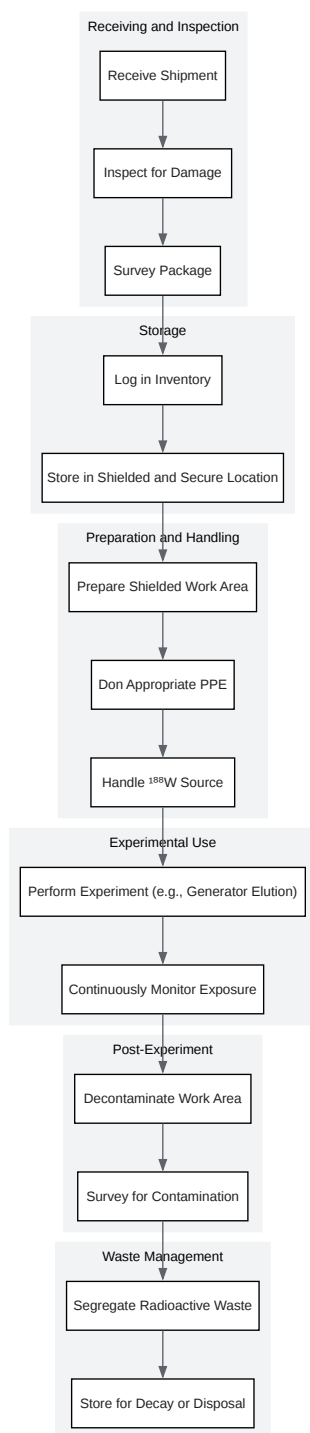 Receiving and Inspection
Receive Shipment
Inspect for Damage
Survey Package
Storage
Log in Inventory
Store in Shielded and Secure Location
Preparation and Handling
Prepare Shielded Work Area
Don Appropriate PPE
Handle ¹⁸⁸W Source
Experimental Use
Perform Experiment (e.g., Generator Elution)
Continuously Monitor Exposure
Post-Experiment
Decontaminate Work Area
Survey for Contamination
Waste Management
Segregate Radioactive Waste
Store for Decay or Disposal